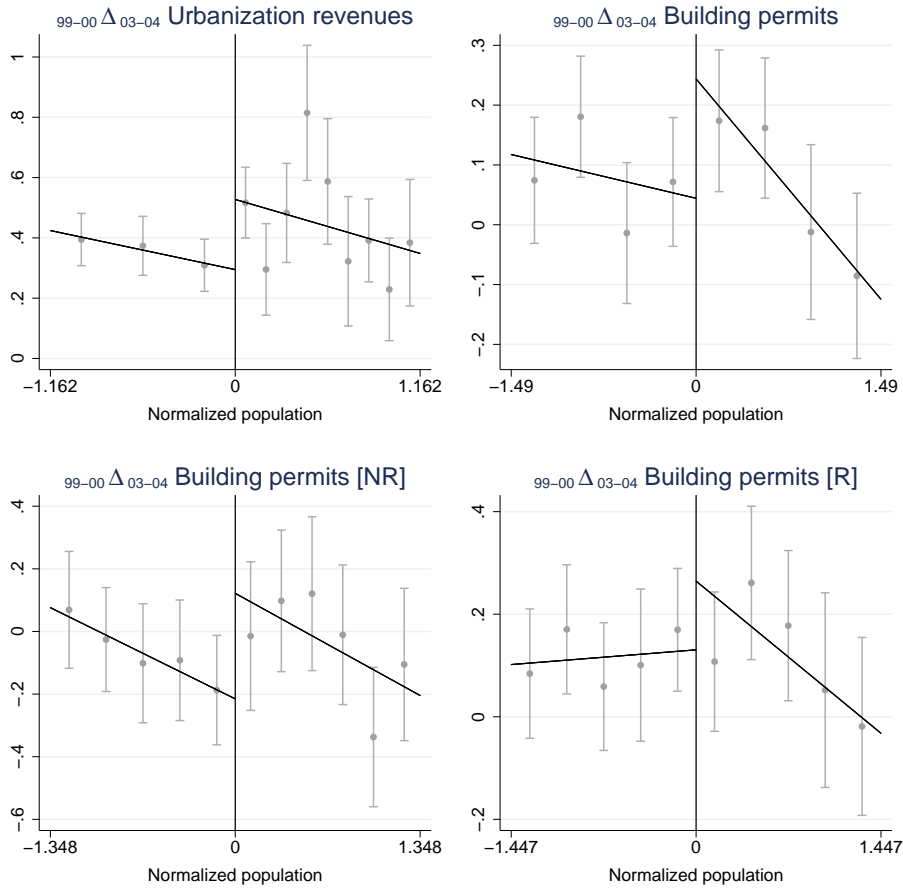 99−00 Δ 03−04 Urbanization revenues
1
.8
.6
.4
.2
0
−1.162 0 1.162
Normalized population
99−00 Δ 03−04 Building permits
.3
.2
.1
0
−.1
−.2
−1.49 0 1.49
Normalized population
99−00 Δ 03−04 Building permits [NR]
.4
.2
0
−.2
−.4
−.6
−1.348 0 1.348
Normalized population
99−00 Δ 03−04 Building permits [R]
.4
.2
0
−.2
−1.447 0 1.447
Normalized population